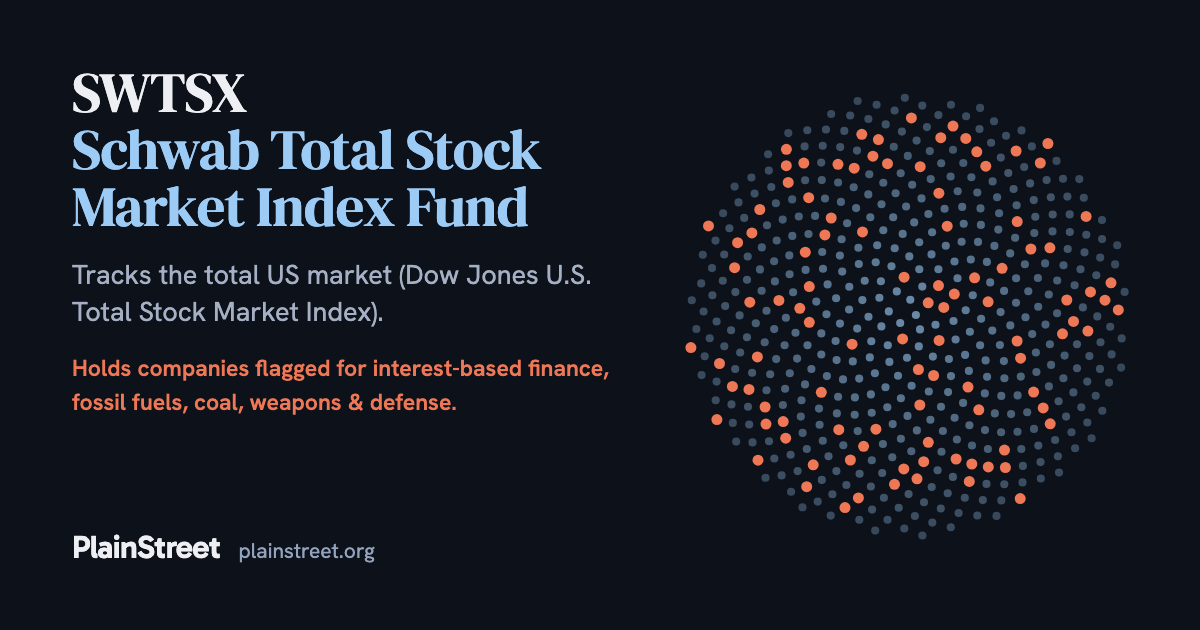 SWTSX
Schwab Total Stock
Market Index Fund
Tracks the total US market (Dow Jones U.S.
Total Stock Market Index).
Holds companies flagged for interest-based finance,
fossil fuels, coal, weapons & defense.
PlainStreet plainstreet.org